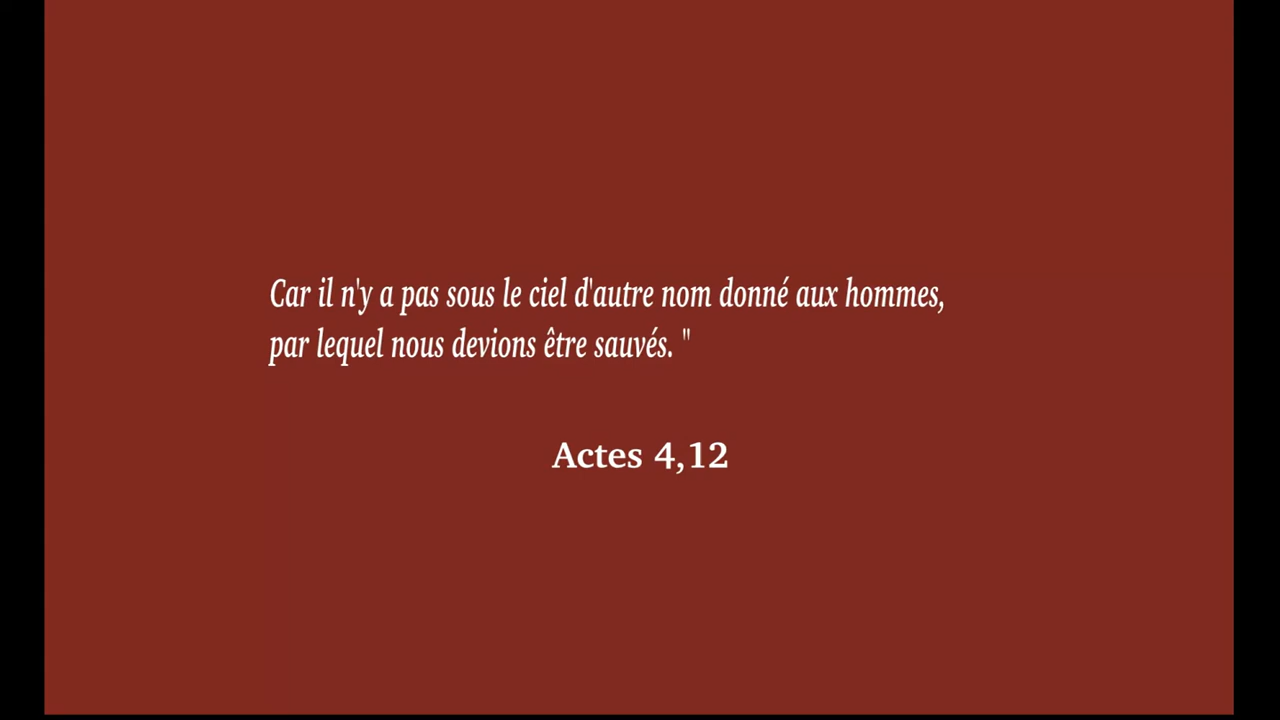 Car il n'y a pas sous le ciel d'autre nom donné aux hommes,
par lequel nous devions être sauvés. "
Actes 4,12